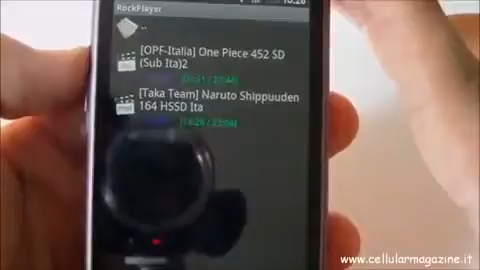 RockPlayer
..
[OPF-Italia] One Piece 452 SD
(Sub Ita)2
[Taka Team] Naruto Shippuuden
164 HSSD Ita
www.cellularmagazine.it